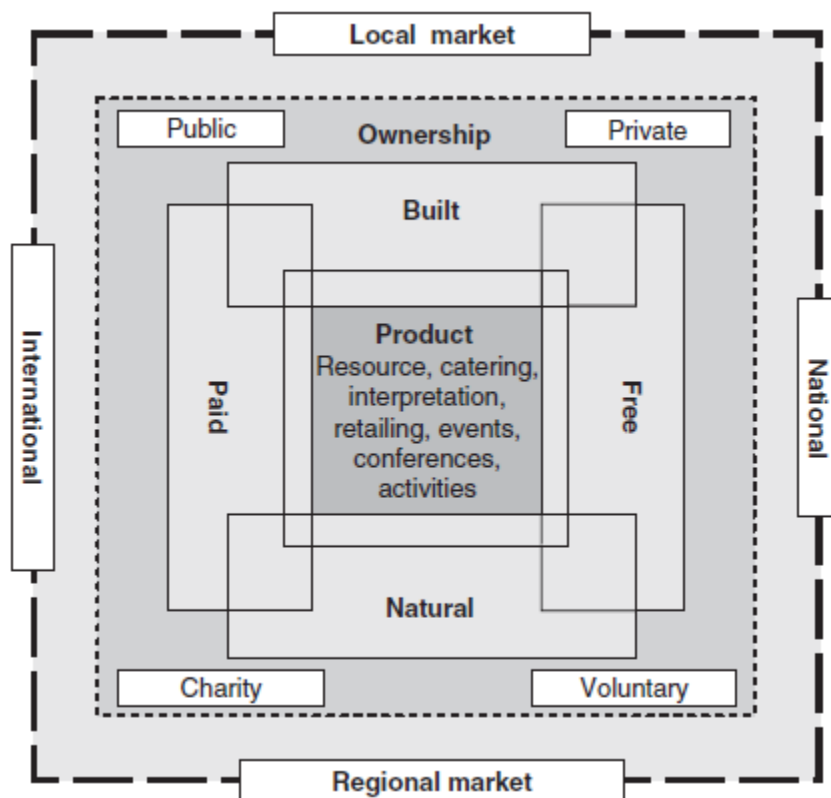 Local market
Public
Ownership
Private
Built
International
Paid
Product
Resource, catering,
interpretation,
retailing, events,
conferences,
activities
Free
National
Natural
Charity
Voluntary
Regional market